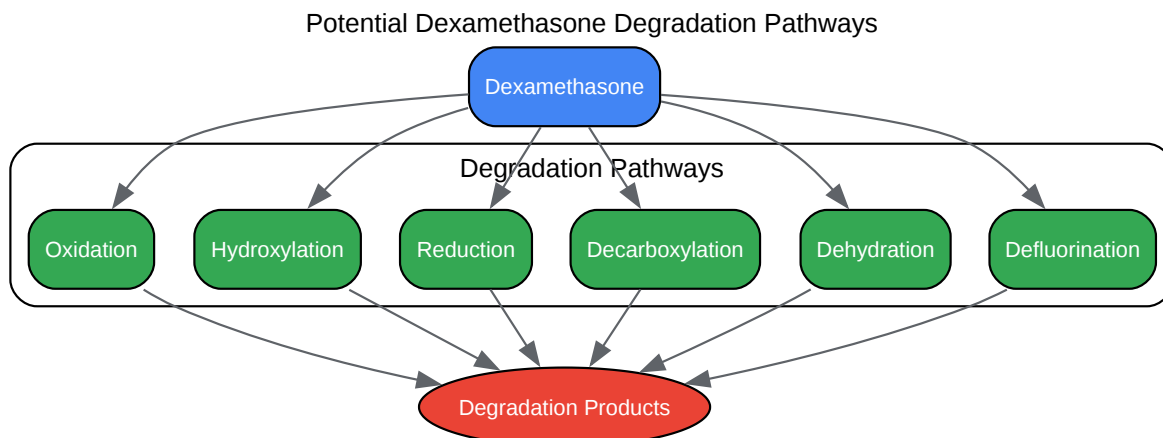 Potential Dexamethasone Degradation Pathways
Dexamethasone
Degradation Pathways
Oxidation
Hydroxylation
Reduction
Decarboxylation
Dehydration
Defluorination
Degradation Products